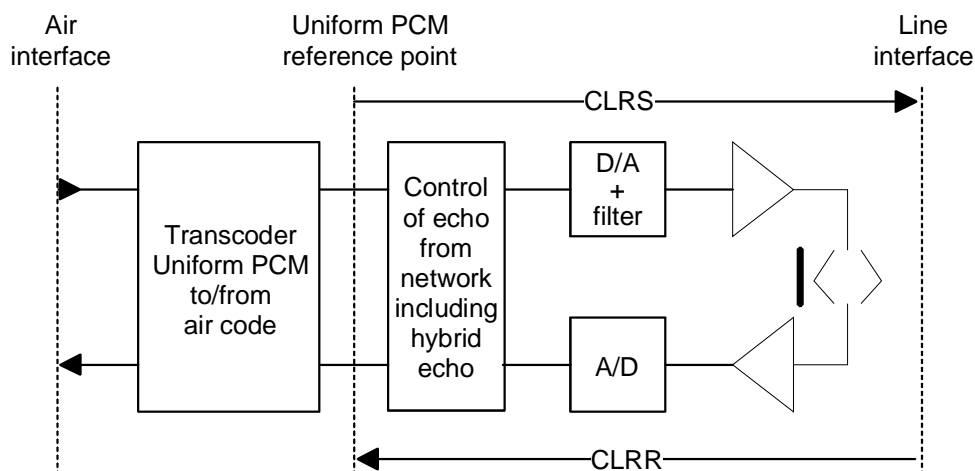 Air
interface
Uniform PCM
reference point
Line
interface
CLRS
Transcoder
Uniform PCM
to/from
air code
Control
of echo
from
network
including
hybrid
echo
D/A
+
filter
A/D
CLRR